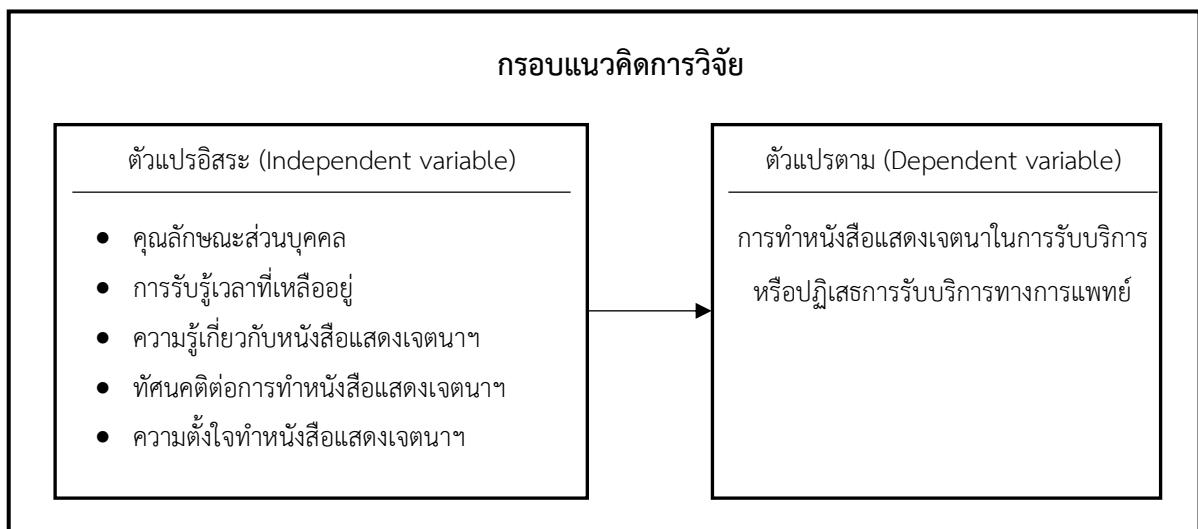 กรอบแนวคิดการวิจัย
ตัวแปรอิสระ (Independent variable)
● คุณลักษณะส่วนบุคคล
● การรับรู้เวลาที่เหลืออยู่
● ความรู้เกี่ยวกับหนังสือแสดงเจตนาฯ
● ทัศนคติต่อการทำหนังสือแสดงเจตนาฯ
● ความตั้งใจทำหนังสือแสดงเจตนาฯ
ตัวแปรตาม (Dependent variable)
การทำหนังสือแสดงเจตนาในการรับบริการ
หรือปฏิเสธการรับบริการทางการแพทย์